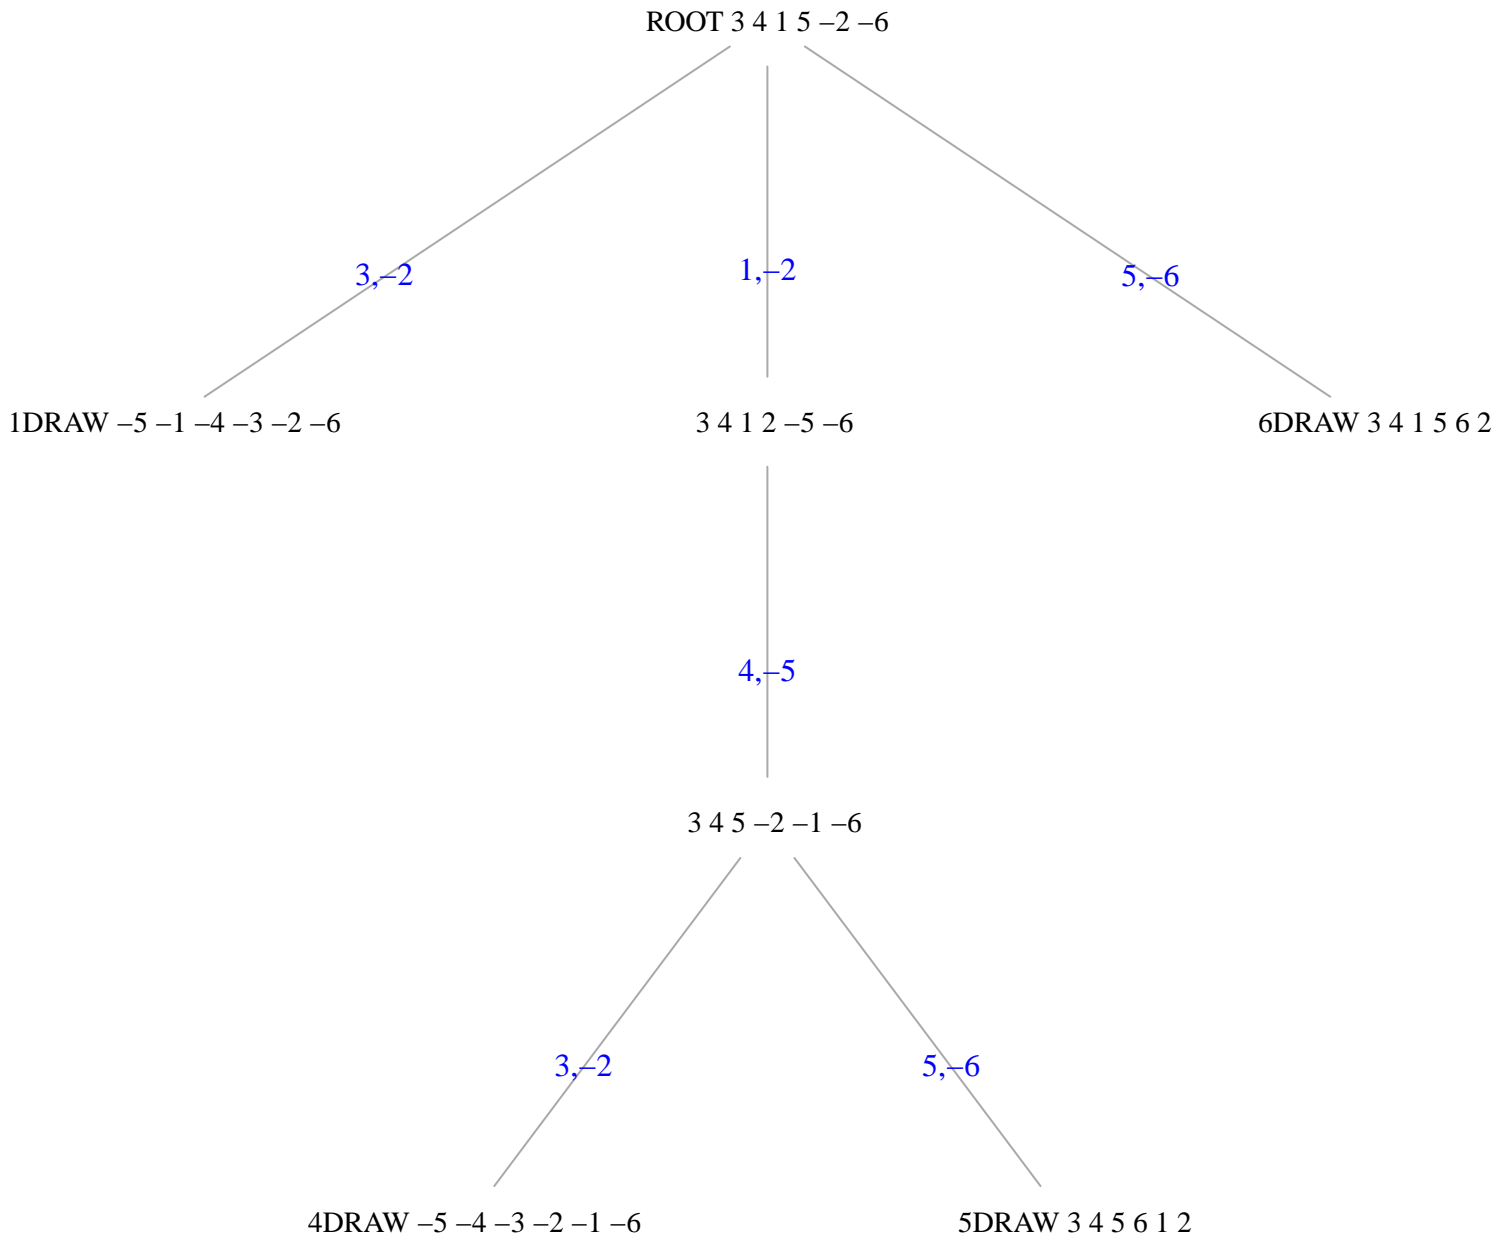 ROOT 3 4 1 5 –2 –6
3,–2
1,–2
5,–6
1DRAW –5 –1 –4 –3 –2 –6
3 4 1 2 –5 –6
6DRAW 3 4 1 5 6 2
4,–5
3 4 5 –2 –1 –6
3,–2
5,–6
4DRAW –5 –4 –3 –2 –1 –6
5DRAW 3 4 5 6 1 2